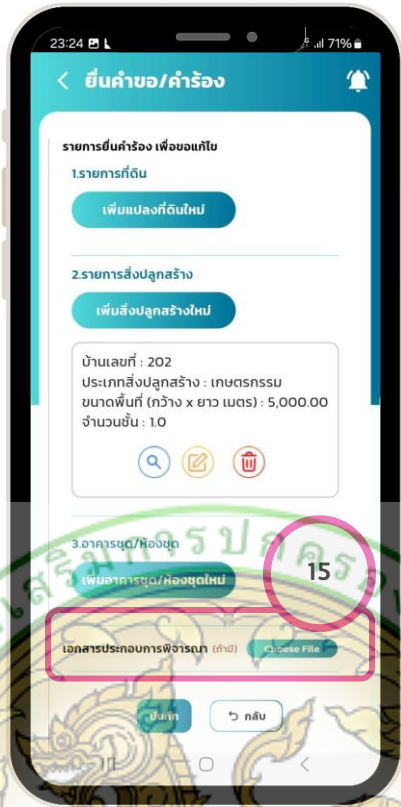 23:24
71%
ยื่นคำขอ/คำร้อง
รายการยื่นคำร้อง เพื่อขอแก้ไข
1.รายการที่ดิน
เพิ่มแปลงที่ดินใหม่
2.รายการสิ่งปลูกสร้าง
เพิ่มสิ่งปลูกสร้างใหม่
บ้านเลขที่ : 202
ประเภทสิ่งปลูกสร้าง : เกษตรกรรม
ขนาดพื้นที่ (กว้าง x ยาว เมตร) : 5,000.00
จำนวนชั้น : 1.0
3.อาคารชุด/ห้องชุด
เพิ่มอาคารชุด/ห้องชุดใหม่
15
เอกสารประกอบการพิจารณา (ถ้ามี) Choose File
บันทึก
กลับ